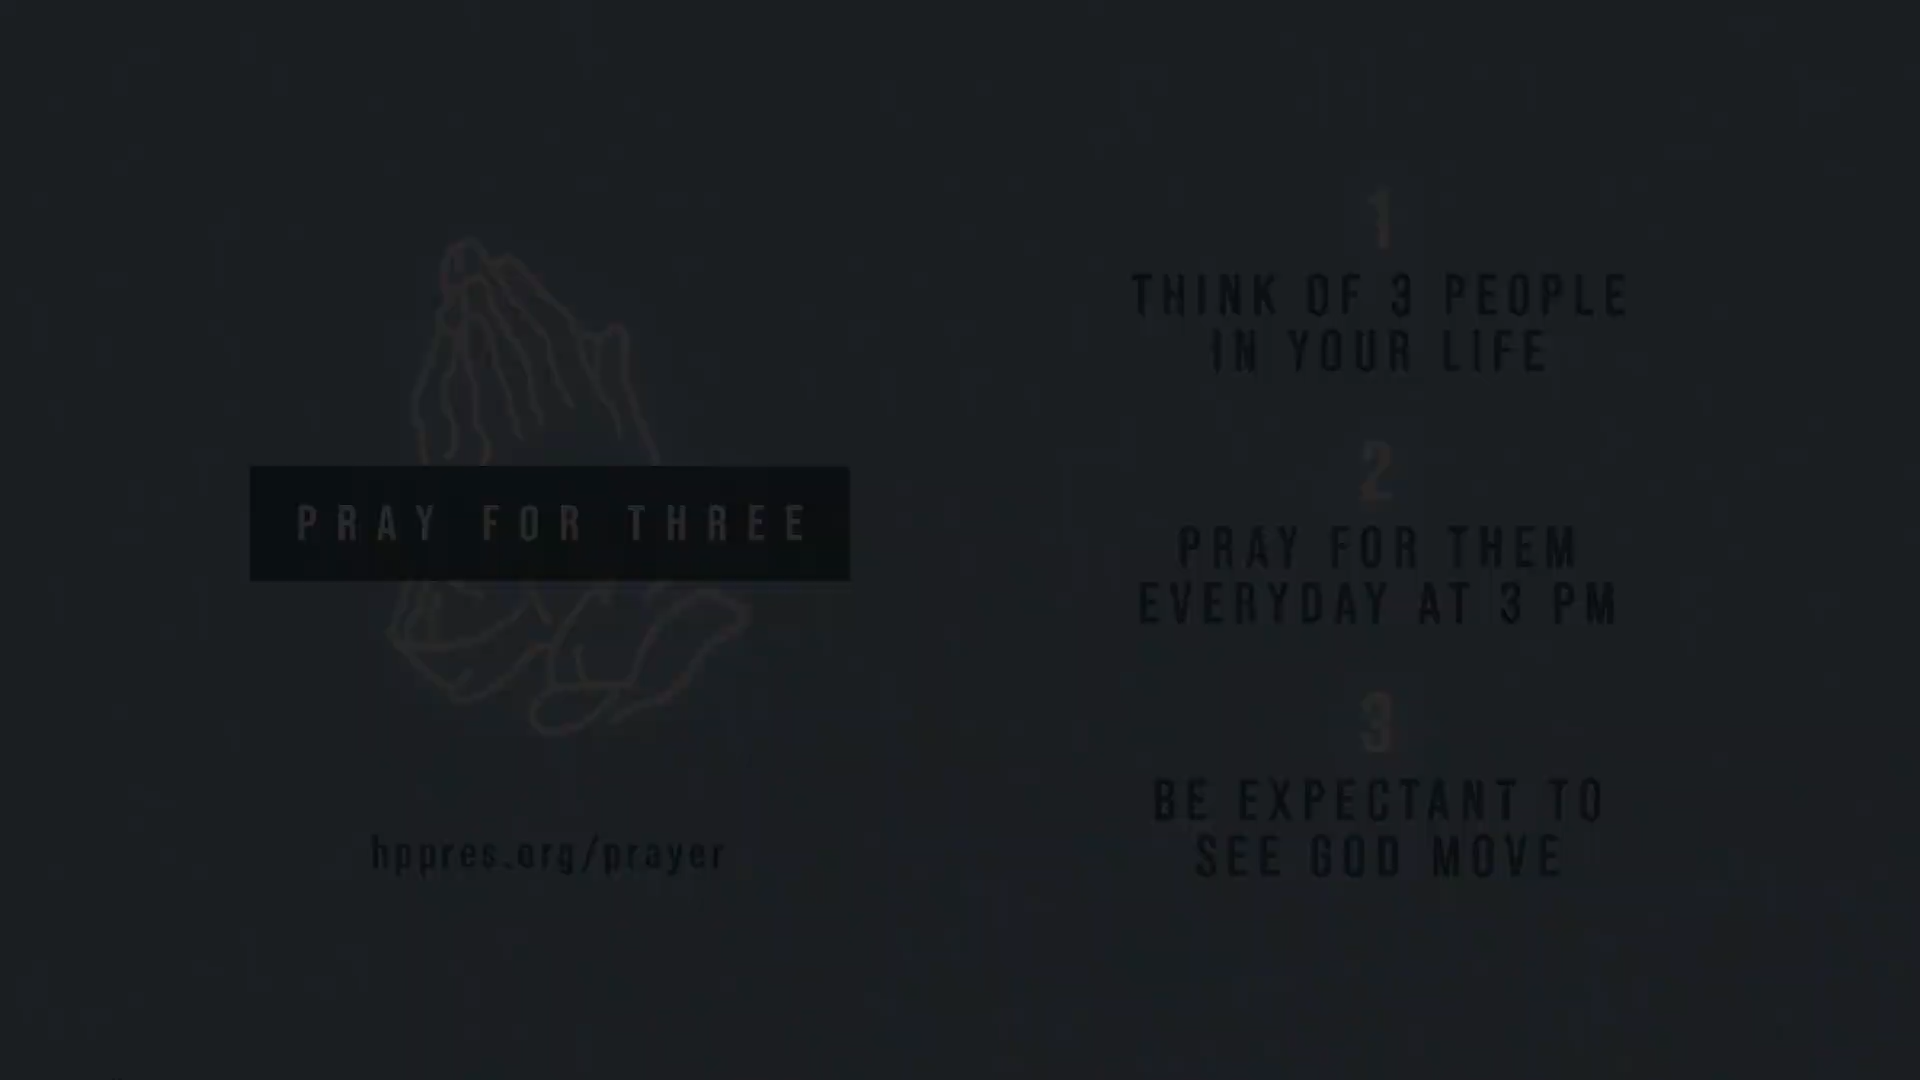 PRAY FOR THREE
hppres.org/prayer
1
THINK OF 3 PEOPLE
IN YOUR LIFE
2
PRAY FOR THEM
EVERYDAY AT 3 PM
3
BE EXPECTANT TO
SEE GOD MOVE